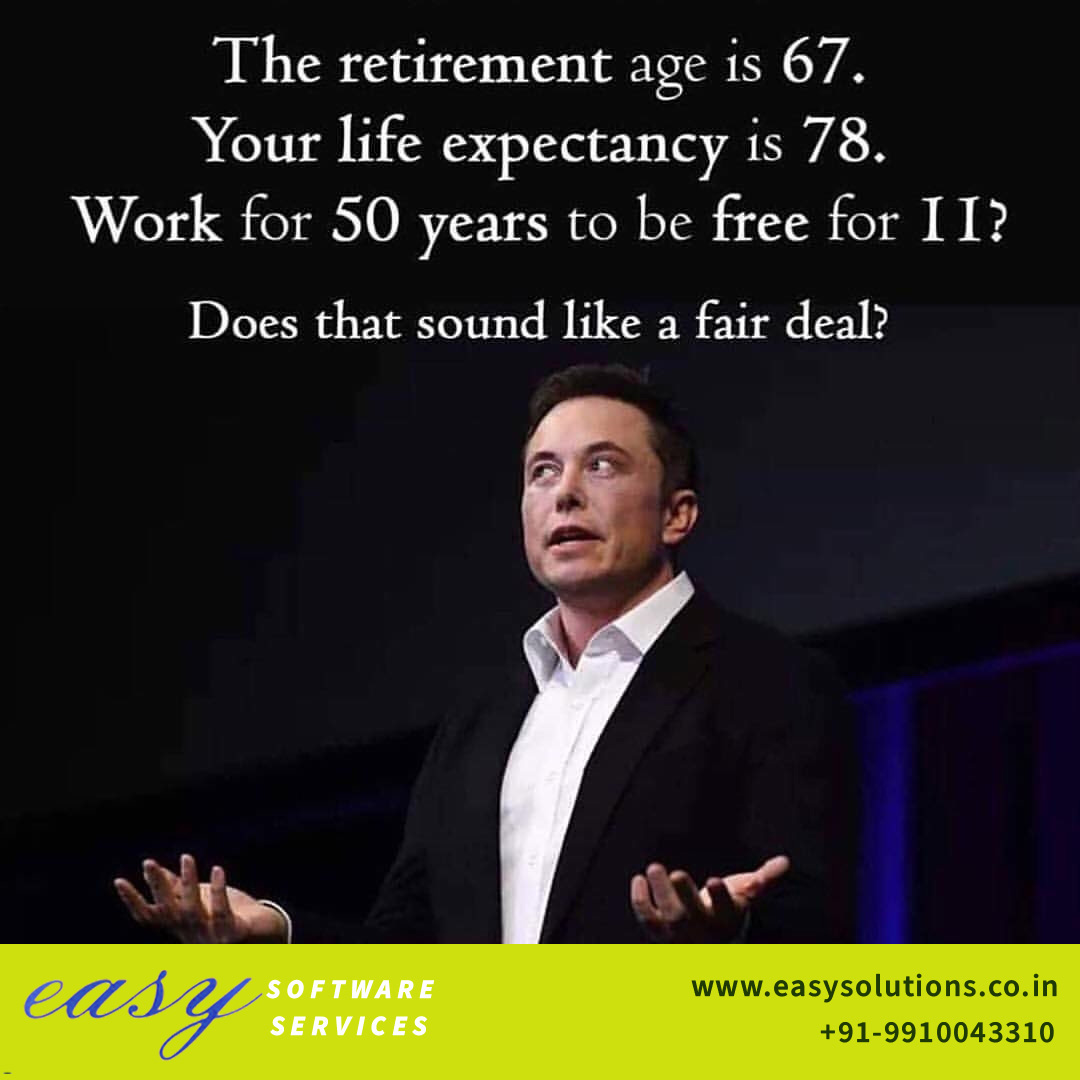 The retirement age is 67.
Your life expectancy is 78.
Work for 50 years to be free for 11?
Does that sound like a fair deal?
easy SOFTWARE
SERVICES
www.easysolutions.co.in
+91-9910043310